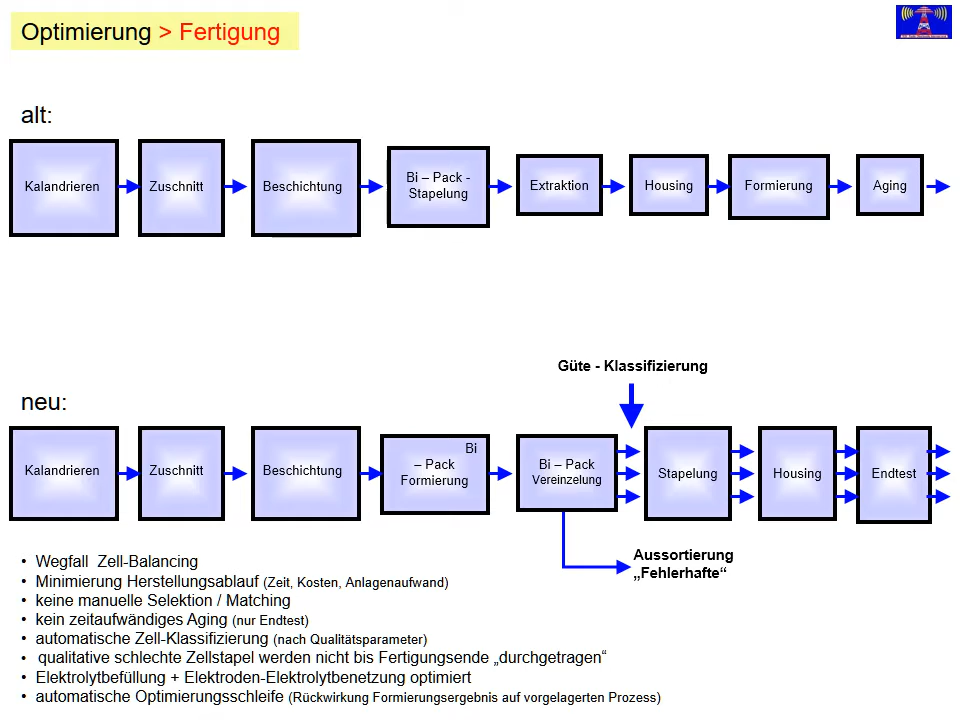 Optimierung > Fertigung
alt:
Kalandrieren
Zuschnitt
Beschichtung
Bi – Pack -
Stapelung
Extraktion
Housing
Formierung
Aging
Güte - Klassifizierung
neu:
Kalandrieren
Zuschnitt
Beschichtung
Bi
– Pack
Formierung
Bi – Pack
Vereinzelung
Stapelung
Housing
Endtest
Aussortierung
„Fehlerhafte“
• Wegfall Zell-Balancing
• Minimierung Herstellungsablauf (Zeit, Kosten, Anlagenaufwand)
• keine manuelle Selektion / Matching
• kein zeitaufwändiges Aging (nur Endtest)
• automatische Zell-Klassifizierung (nach Qualitätsparameter)
• qualitative schlechte Zellstapel werden nicht bis Fertigungsende „durchgetragen“
• Elektrolytbefüllung + Elektroden-Elektrolytbenetzung optimiert
• automatische Optimierungsschleife (Rückwirkung Formierungsergebnis auf vorgelagerten Prozess)